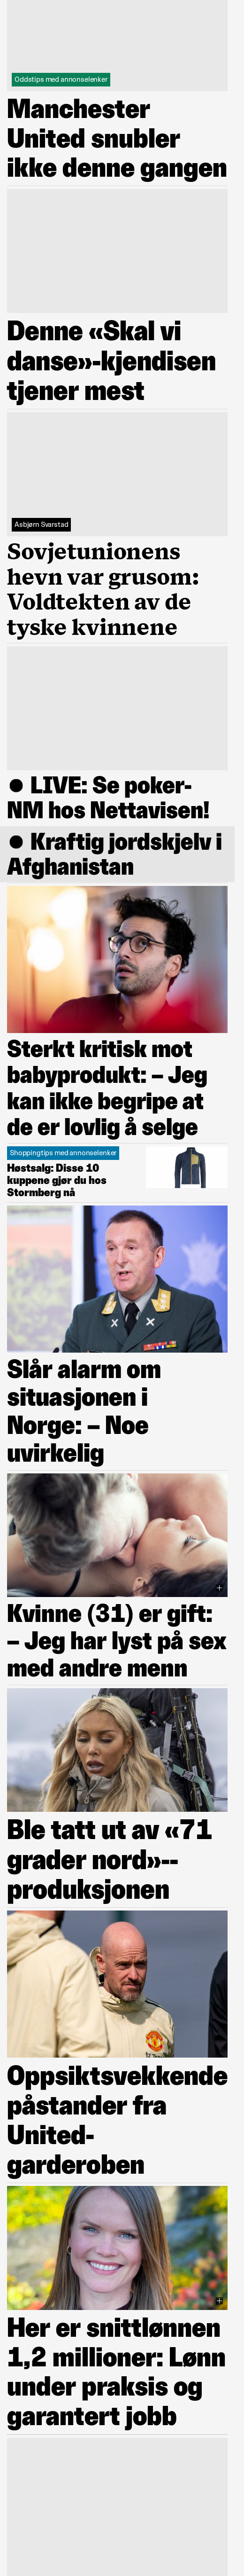 Oddstips med annonselenker
Manchester
United snubler
ikke denne gangen
Denne «Skal vi
danse»-kjendisen
tjener mest
Asbjørn Svarstad
Sovjetunionens
hevn var grusom:
Voldtekten av de
tyske kvinnene
● LIVE: Se poker-
NM hos Nettavisen!
● Kraftig jordskjelv i
Afghanistan
Sterkt kritisk mot
babyprodukt: – Jeg
kan ikke begripe at
de er lovlig å selge
Shoppingtips med annonselenker
Høstsalg: Disse 10
kuppene gjør du hos
Stormberg nå
Slår alarm om
situasjonen i
Norge: – Noe
uvirkelig
Kvinne (31) er gift:
– Jeg har lyst på sex
med andre menn
Ble tatt ut av «71
grader nord»--
produksjonen
Oppsiktsvekkende
påstander fra
United-
garderoben
Her er snittlønnen
1,2 millioner: Lønn
under praksis og
garantert jobb